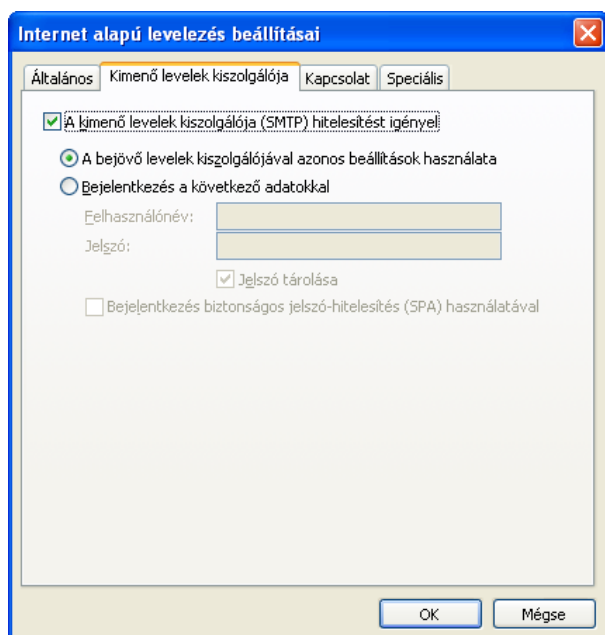 Internet alapú levelezés beállításai
Általános Kimenő levelek kiszolgálója Kapcsolat Speciális
A kimenő levelek kiszolgálója (SMTP) hitelesítést igényel
A bejövő levelek kiszolgálójával azonos beállítások használata
Bejelentkezés a következő adatokkal
Felhasználónév:
Jelszó:
Jelszó tárolása
Bejelentkezés biztonságos jelszó-hitelesítés (SPA) használatával
OK Mégse